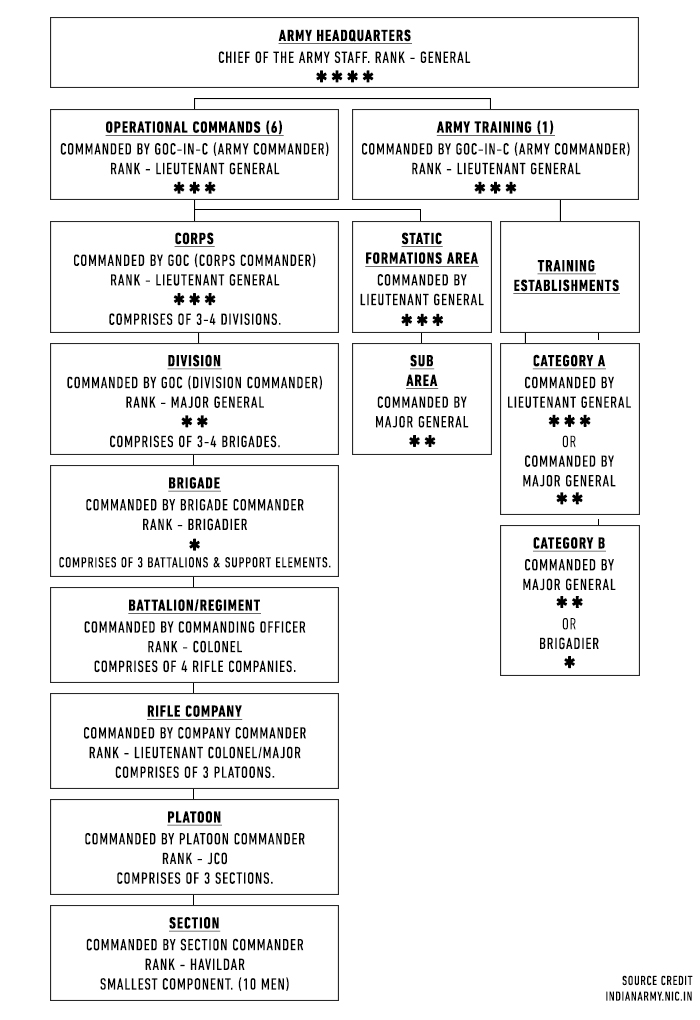 ARMY HEADQUARTERS
CHIEF OF THE ARMY STAFF. RANK - GENERAL
✱✱✱✱
OPERATIONAL COMMANDS (6)
COMMANDED BY GOC-IN-C (ARMY COMMANDER)
RANK - LIEUTENANT GENERAL
✱✱✱
ARMY TRAINING (1)
COMMANDED BY GOC-IN-C (ARMY COMMANDER)
RANK - LIEUTENANT GENERAL
✱✱✱
CORPS
COMMANDED BY GOC (CORPS COMMANDER)
RANK - LIEUTENANT GENERAL
✱✱✱
COMPRISES OF 3-4 DIVISIONS.
STATIC
FORMATIONS AREA
COMMANDED BY
LIEUTENANT GENERAL
✱✱✱
TRAINING
ESTABLISHMENTS
DIVISION
COMMANDED BY GOC (DIVISION COMMANDER)
RANK - MAJOR GENERAL
✱✱
COMPRISES OF 3-4 BRIGADES.
SUB
AREA
COMMANDED BY
MAJOR GENERAL
✱✱
CATEGORY A
COMMANDED BY
LIEUTENANT GENERAL
✱✱✱
OR
COMMANDED BY
MAJOR GENERAL
✱✱
BRIGADE
COMMANDED BY BRIGADE COMMANDER
RANK - BRIGADIER
✱
COMPRISES OF 3 BATTALIONS & SUPPORT ELEMENTS.
CATEGORY B
COMMANDED BY
MAJOR GENERAL
✱✱
OR
BRIGADIER
✱
BATTALION/REGIMENT
COMMANDED BY COMMANDING OFFICER
RANK - COLONEL
COMPRISES OF 4 RIFLE COMPANIES.
RIFLE COMPANY
COMMANDED BY COMPANY COMMANDER
RANK - LIEUTENANT COLONEL/MAJOR
COMPRISES OF 3 PLATOONS.
PLATOON
COMMANDED BY PLATOON COMMANDER
RANK - JCO
COMPRISES OF 3 SECTIONS.
SECTION
COMMANDED BY SECTION COMMANDER
RANK - HAVILDAR
SMALLEST COMPONENT. (10 MEN)
SOURCE CREDIT
INDIANARMY.NIC.IN